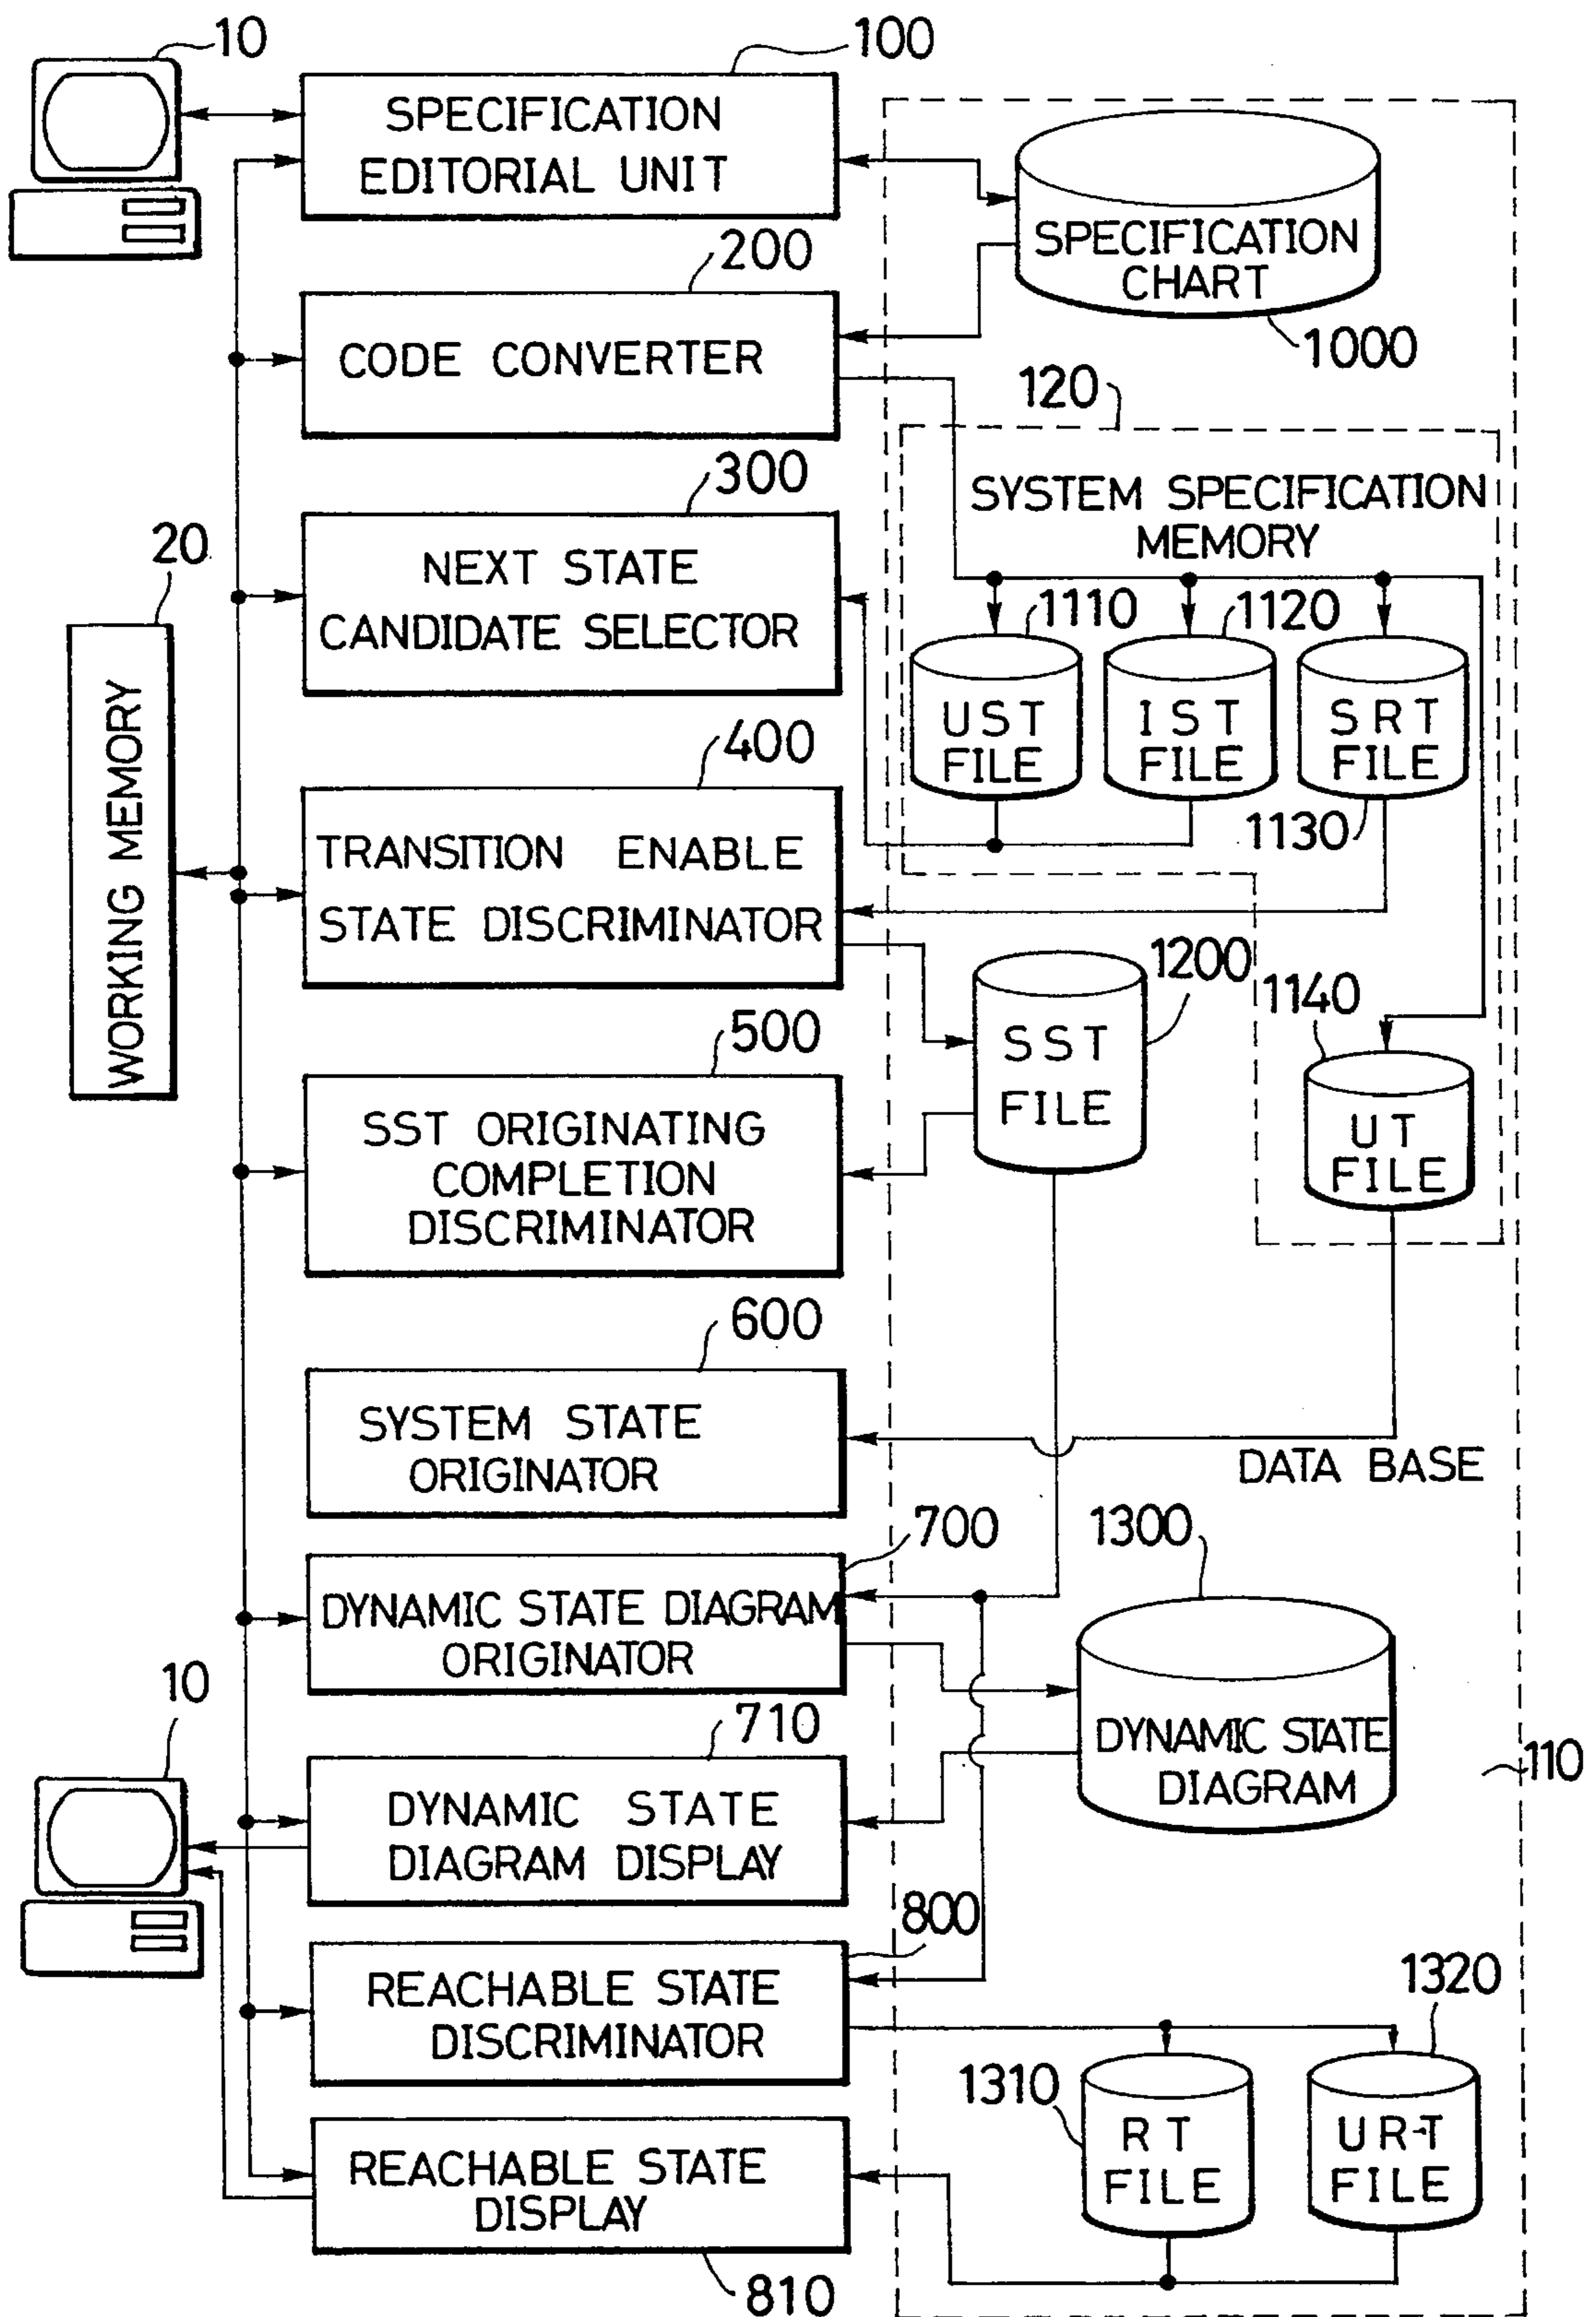 10
100
SPECIFICATION
EDITORIAL UNIT
SPECIFICATION
CHART
1000
200
CODE CONVERTER
120
SYSTEM SPECIFICATION
MEMORY
300
NEXT STATE
CANDIDATE SELECTOR
20
WORKING MEMORY
1110
UST
FILE
1120
IST
FILE
SRT
FILE
1130
400
TRANSITION ENABLE
STATE DISCRIMINATOR
1200
SST
FILE
1140
UT
FILE
500
SST ORIGINATING
COMPLETION
DISCRIMINATOR
600
SYSTEM STATE
ORIGINATOR
DATA BASE
700
DYNAMIC STATE DIAGRAM
ORIGINATOR
1300
DYNAMIC STATE
DIAGRAM
110
10
710
DYNAMIC STATE
DIAGRAM DISPLAY
800
REACHABLE STATE
DISCRIMINATOR
1310
RT
FILE
1320
UR-T
FILE
REACHABLE STATE
DISPLAY
810